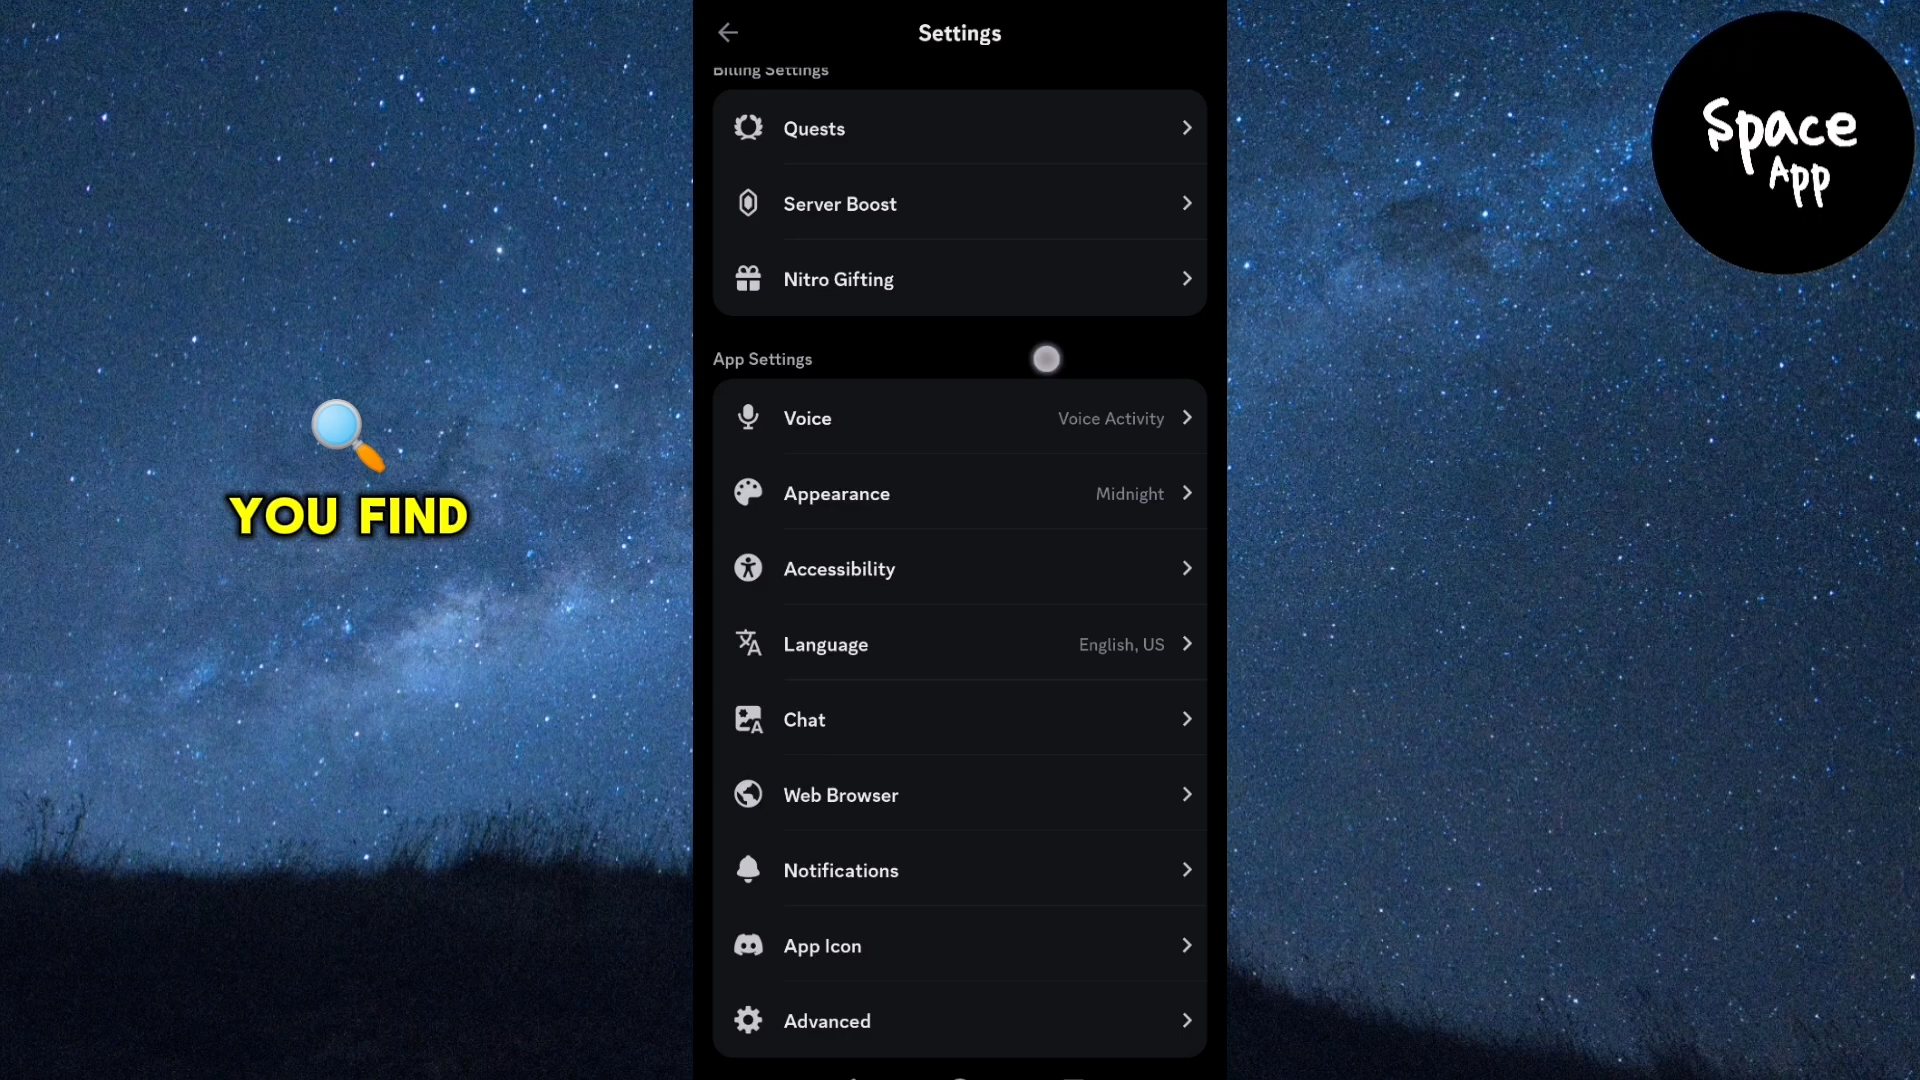 Settings
Billing Settings
Quests
Server Boost
Nitro Gifting
App Settings
Voice Voice Activity
Appearance Midnight
Accessibility
Language English, US
Chat
Web Browser
Notifications
App Icon
Advanced
YOU FIND
Space
App